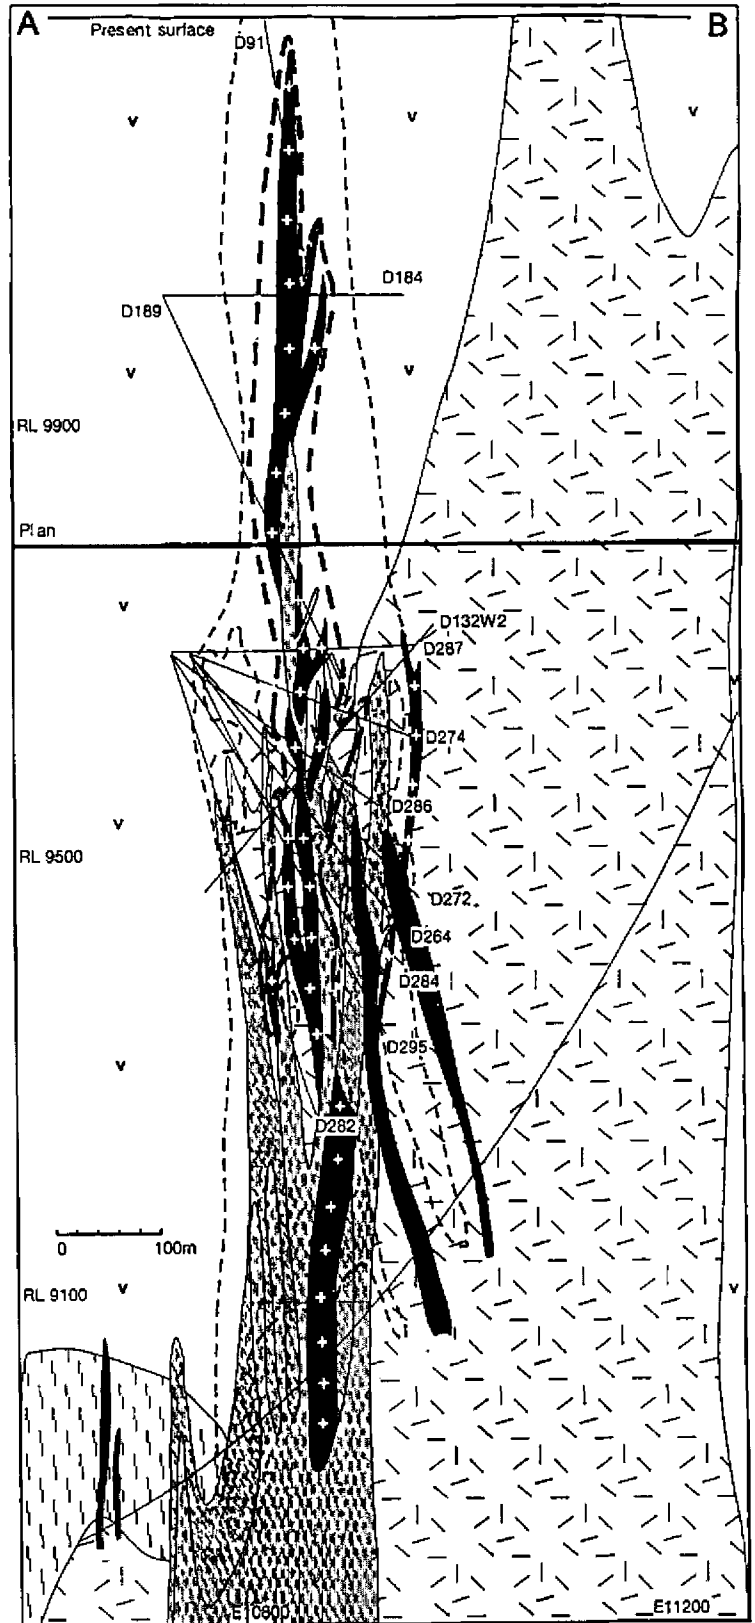 A
B
Present surface
D91
D184
D189
RL 9900
Plan
D132W2
D287
D274
D286
RL 9500
D272
D264
D284
D295
D282
0 100m
RL 9100
E10800
E11200